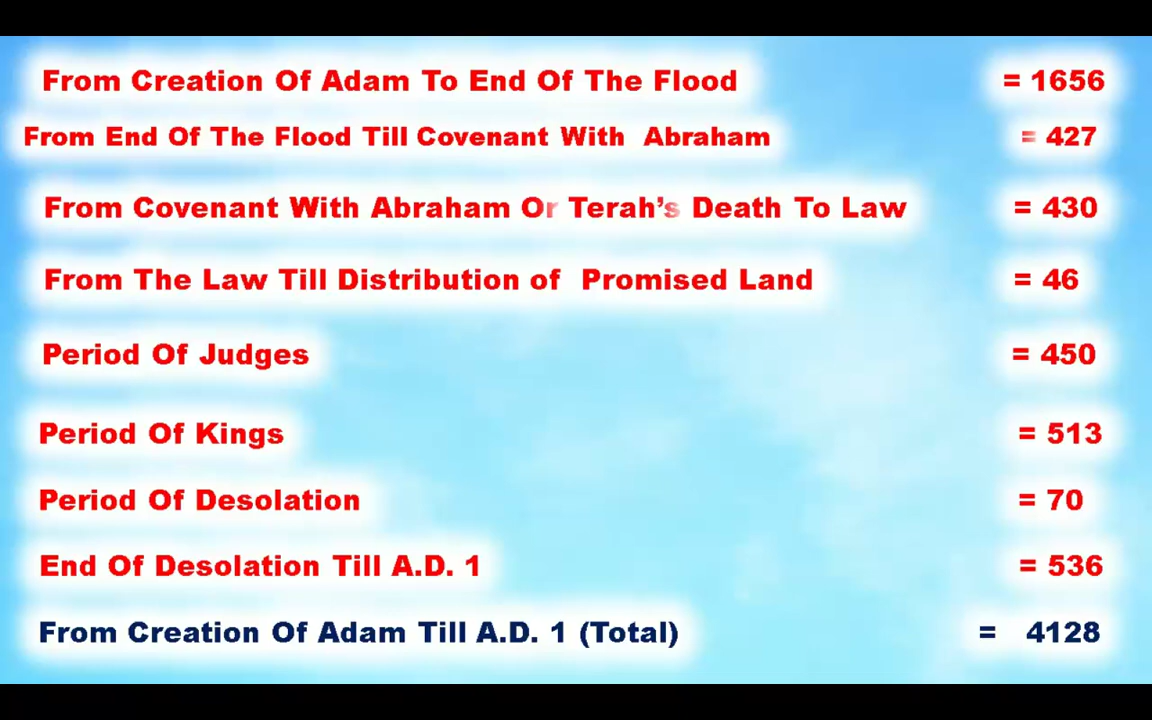 From Creation Of Adam To End Of The Flood = 1656
From End Of The Flood Till Covenant With Abraham = 427
From Covenant With Abraham Or Terah's Death To Law = 430
From The Law Till Distribution of Promised Land = 46
Period Of Judges = 450
Period Of Kings = 513
Period Of Desolation = 70
End Of Desolation Till A.D. 1 = 536
From Creation Of Adam Till A.D. 1 (Total) = 4128